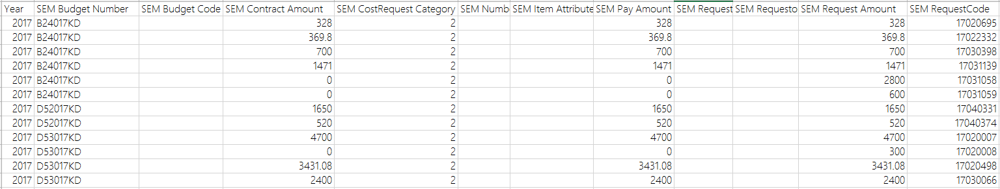 Year SEM Budget Number SEM Budget Code SEM Contract Amount SEM CostRequest Category SEM Numb SEM Item Attribute SEM Pay Amount SEM Request SEM Requesto SEM Request Amount SEM RequestCode
2017 B24017KD 328 2 328 328 17020695
2017 B24017KD 369.8 2 369.8 369.8 17022332
2017 B24017KD 700 2 700 700 17030398
2017 B24017KD 1471 2 1471 1471 17031139
2017 B24017KD 0 2 0 2800 17031058
2017 B24017KD 0 2 0 600 17031059
2017 D52017KD 1650 2 1650 1650 17040331
2017 D52017KD 520 2 520 520 17040374
2017 D53017KD 4700 2 4700 4700 17020007
2017 D53017KD 0 2 0 300 17020008
2017 D53017KD 3431.08 2 3431.08 3431.08 17020498
2017 D53017KD 2400 2 2400 2400 17030066